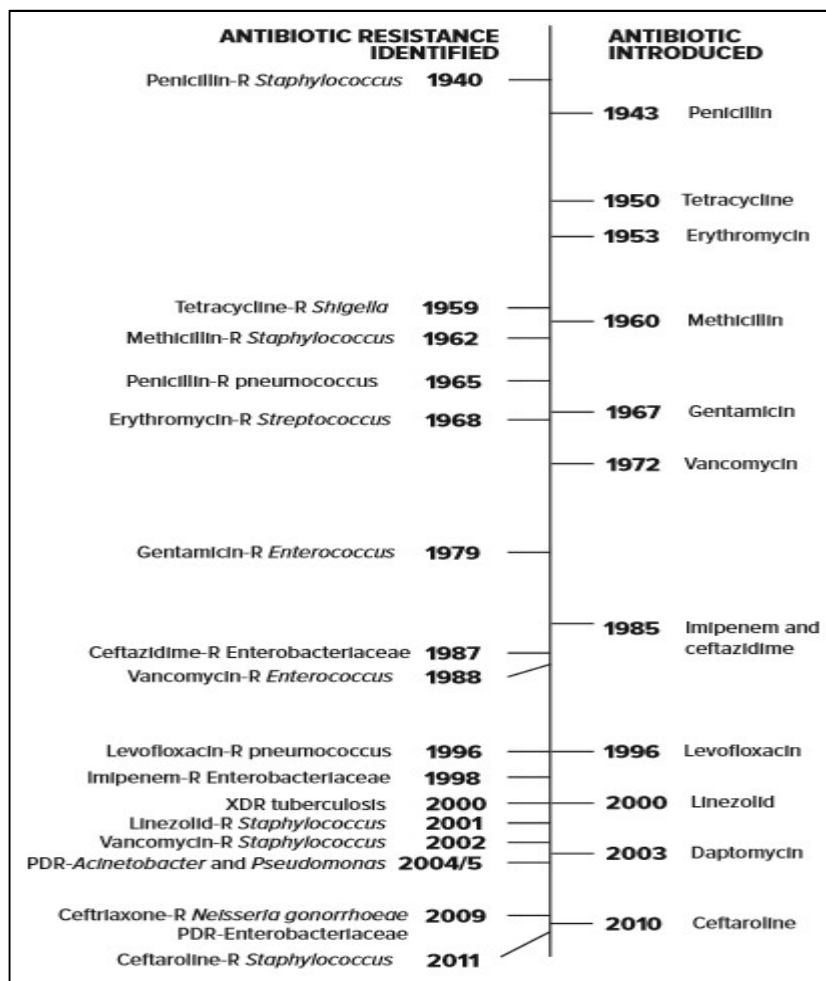 ANTIBIOTIC RESISTANCE
IDENTIFIED
ANTIBIOTIC
INTRODUCED
Penicillin-R Staphylococcus 1940
1943 Penicillin
1950 Tetracycline
1953 Erythromycin
Tetracycline-R Shigella 1959
1960 Methicillin
Methicillin-R Staphylococcus 1962
Penicillin-R pneumococcus 1965
1967 Gentamicin
Erythromycin-R Streptococcus 1968
1972 Vancomycin
Gentamicin-R Enterococcus 1979
1985 Imipenem and
ceftazidime
Ceftazidime-R Enterobacteriaceae 1987
Vancomycin-R Enterococcus 1988
Levofloxacin-R pneumococcus 1996
1996 Levofloxacin
Imipenem-R Enterobacteriaceae 1998
XDR tuberculosis 2000
2000 Linezolid
Linezolid-R Staphylococcus 2001
Vancomycin-R Staphylococcus 2002
2003 Daptomycin
PDR-Acinetobacter and Pseudomonas 2004/5
Ceftriaxone-R Neisseria gonorrhoeae 2009
PDR-Enterobacteriaceae
2010 Ceftaroline
Ceftaroline-R Staphylococcus 2011